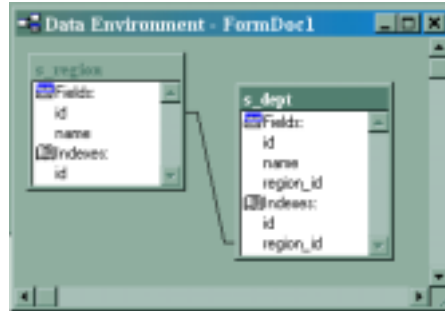 Data Environment - FormDoc1
s_region
Fields:
id
name
Indexes:
id
s_dept
Fields:
id
name
region_id
Indexes:
id
region_id